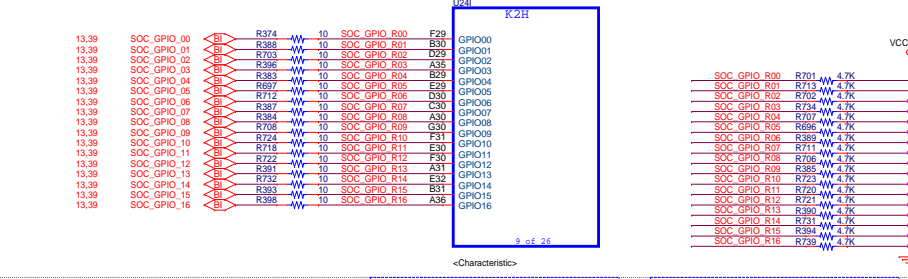 U24I
K2H
13,39 SOC_GPIO_00 BI R374 10 SOC_GPIO_R00 F29 GPIO00
13,39 SOC_GPIO_01 BI R388 10 SOC_GPIO_R01 B30 GPIO01
13,39 SOC_GPIO_02 BI R703 10 SOC_GPIO_R02 D29 GPIO02
13,39 SOC_GPIO_03 BI R396 10 SOC_GPIO_R03 A35 GPIO03
13,39 SOC_GPIO_04 BI R383 10 SOC_GPIO_R04 B29 GPIO04
13,39 SOC_GPIO_05 BI R697 10 SOC_GPIO_R05 E29 GPIO05
13,39 SOC_GPIO_06 BI R712 10 SOC_GPIO_R06 D30 GPIO06
13,39 SOC_GPIO_07 BI R387 10 SOC_GPIO_R07 C30 GPIO07
13,39 SOC_GPIO_08 BI R384 10 SOC_GPIO_R08 A30 GPIO08
13,39 SOC_GPIO_09 BI R708 10 SOC_GPIO_R09 G30 GPIO09
13,39 SOC_GPIO_10 BI R724 10 SOC_GPIO_R10 F31 GPIO10
13,39 SOC_GPIO_11 BI R718 10 SOC_GPIO_R11 E30 GPIO11
13,39 SOC_GPIO_12 BI R722 10 SOC_GPIO_R12 F30 GPIO12
13,39 SOC_GPIO_13 BI R391 10 SOC_GPIO_R13 A31 GPIO13
13,39 SOC_GPIO_14 BI R732 10 SOC_GPIO_R14 E32 GPIO14
13,39 SOC_GPIO_15 BI R393 10 SOC_GPIO_R15 B31 GPIO15
13,39 SOC_GPIO_16 BI R398 10 SOC_GPIO_R16 A36 GPIO16
9 of 26
<Characteristic>
VCC
SOC_GPIO_R00 R701 4.7K
SOC_GPIO_R01 R713 4.7K
SOC_GPIO_R02 R702 4.7K
SOC_GPIO_R03 R734 4.7K
SOC_GPIO_R04 R707 4.7K
SOC_GPIO_R05 R696 4.7K
SOC_GPIO_R06 R389 4.7K
SOC_GPIO_R07 R711 4.7K
SOC_GPIO_R08 R706 4.7K
SOC_GPIO_R09 R385 4.7K
SOC_GPIO_R10 R723 4.7K
SOC_GPIO_R11 R720 4.7K
SOC_GPIO_R12 R721 4.7K
SOC_GPIO_R13 R390 4.7K
SOC_GPIO_R14 R731 4.7K
SOC_GPIO_R15 R394 4.7K
SOC_GPIO_R16 R739 4.7K